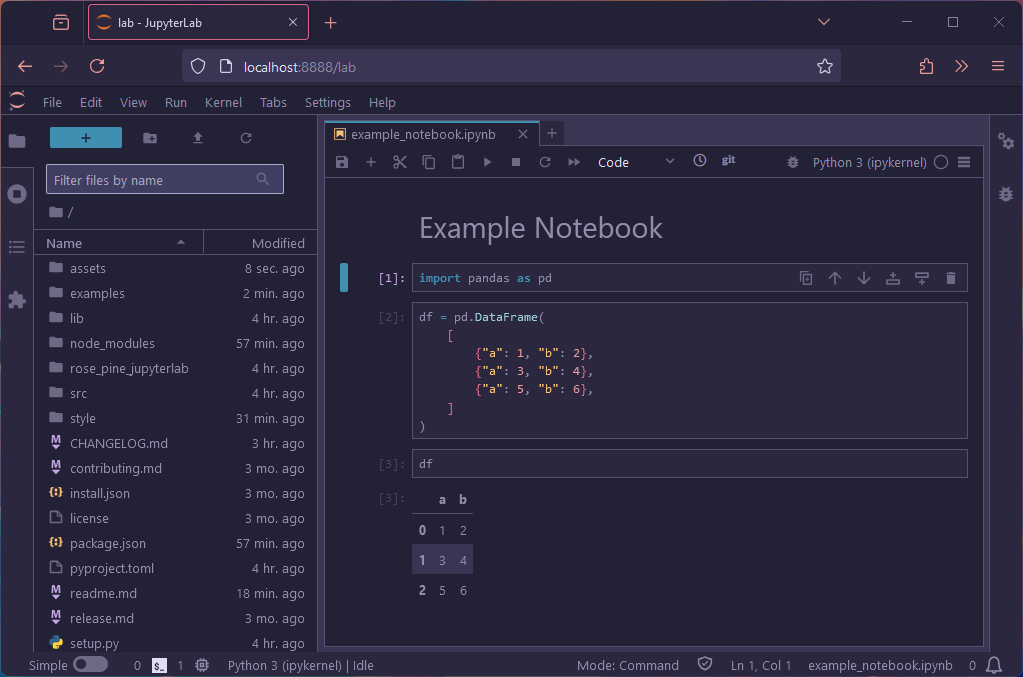 lab - JupyterLab
localhost:8888/lab
File Edit View Run Kernel Tabs Settings Help
+
Filter files by name
/
Name Modified
assets 8 sec. ago
examples 2 min. ago
lib 4 hr. ago
node_modules 57 min. ago
rose_pine_jupyterlab 4 hr. ago
src 4 hr. ago
style 31 min. ago
CHANGELOG.md 3 hr. ago
contributing.md 3 mo. ago
install.json 3 mo. ago
license 3 mo. ago
package.json 57 min. ago
pyproject.toml 4 hr. ago
readme.md 18 min. ago
release.md 3 mo. ago
setup.py 4 hr. ago
example_notebook.ipynb
Code git Python 3 (ipykernel)
Example Notebook
[1]: import pandas as pd
[2]: df = pd.DataFrame(
[
{"a": 1, "b": 2},
{"a": 3, "b": 4},
{"a": 5, "b": 6},
]
)
[3]: df
[3]: a b
0 1 2
1 3 4
2 5 6
Simple 0 $_ 1 Python 3 (ipykernel) | Idle Mode: Command Ln 1, Col 1 example_notebook.ipynb 0